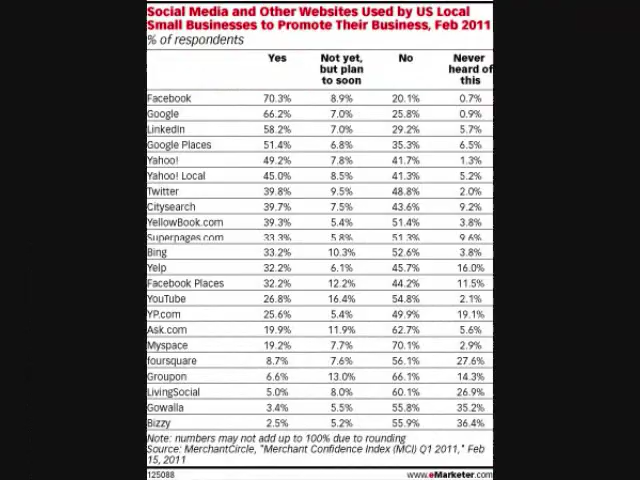 Social Media and Other Websites Used by US Local
Small Businesses to Promote Their Business, Feb 2011
% of respondents
Yes Not yet, but plan to soon No Never heard of this
Facebook 70.3% 8.9% 20.1% 0.7%
Google 66.2% 7.0% 25.8% 0.9%
LinkedIn 58.2% 7.0% 29.2% 5.7%
Google Places 51.4% 6.8% 35.3% 6.5%
Yahoo! 49.2% 7.8% 41.7% 1.3%
Yahoo! Local 45.0% 8.5% 41.3% 5.2%
Twitter 39.8% 9.5% 48.8% 2.0%
Citysearch 39.7% 7.5% 43.6% 9.2%
YellowBook.com 39.3% 5.4% 51.4% 3.8%
Superpages.com 33.3% 5.8% 51.3% 9.6%
Bing 33.2% 10.3% 52.6% 3.8%
Yelp 32.2% 6.1% 45.7% 16.0%
Facebook Places 32.2% 12.2% 44.2% 11.5%
YouTube 26.8% 16.4% 54.8% 2.1%
YP.com 25.6% 5.4% 49.9% 19.1%
Ask.com 19.9% 11.9% 62.7% 5.6%
Myspace 19.2% 7.7% 70.1% 2.9%
foursquare 8.7% 7.6% 56.1% 27.6%
Groupon 6.6% 13.0% 66.1% 14.3%
LivingSocial 5.0% 8.0% 60.1% 26.9%
Gowalla 3.4% 5.5% 55.8% 35.2%
Bizzy 2.5% 5.2% 55.9% 36.4%
Note: numbers may not add up to 100% due to rounding
Source: MerchantCircle, "Merchant Confidence Index (MCI) Q1 2011," Feb
15, 2011
125088 www.eMarketer.com